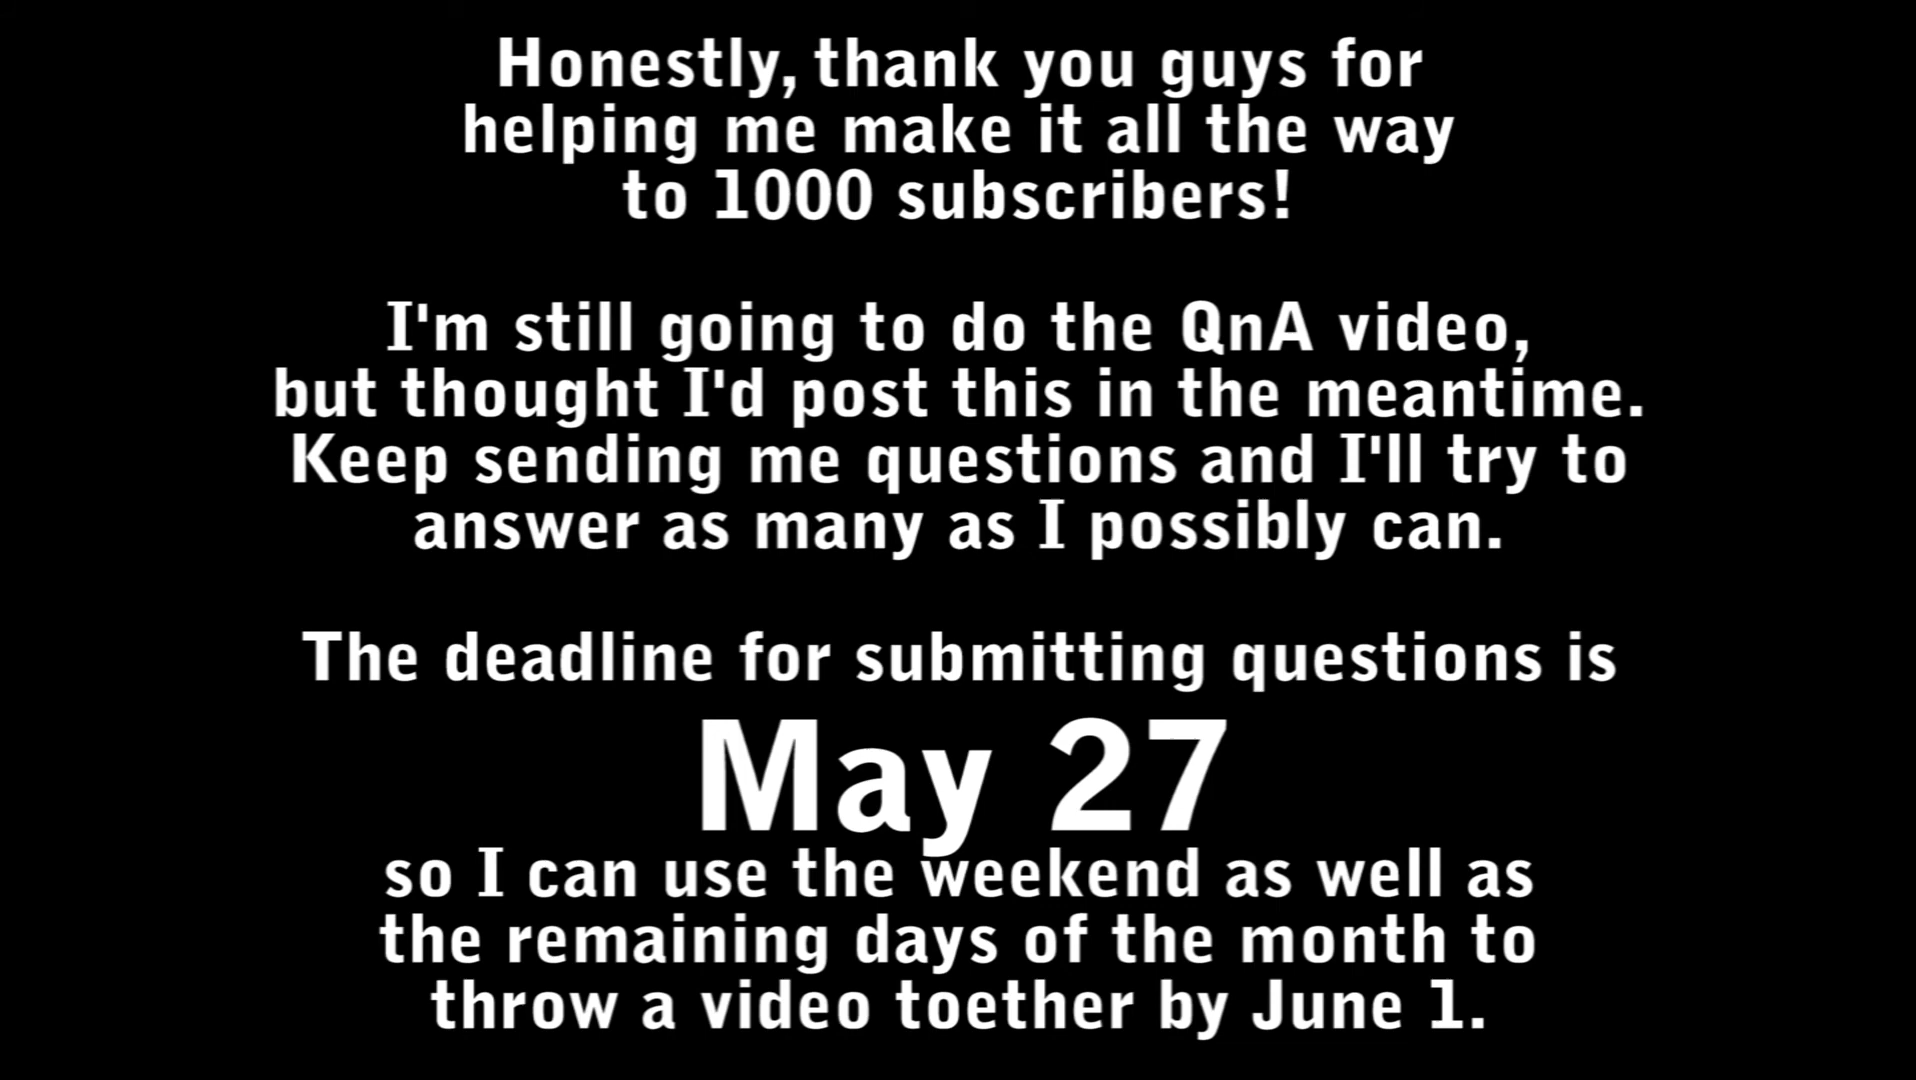 Honestly, thank you guys for
helping me make it all the way
to 1000 subscribers!
I'm still going to do the QnA video,
but thought I'd post this in the meantime.
Keep sending me questions and I'll try to
answer as many as I possibly can.
The deadline for submitting questions is
May 27
so I can use the weekend as well as
the remaining days of the month to
throw a video toether by June 1.